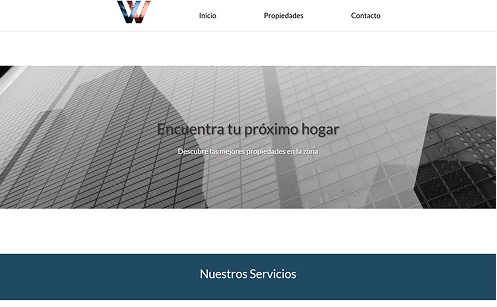 Inicio Propiedades Contacto
Encuentra tu próximo hogar
Descubre las mejores propiedades en la zona
Nuestros Servicios